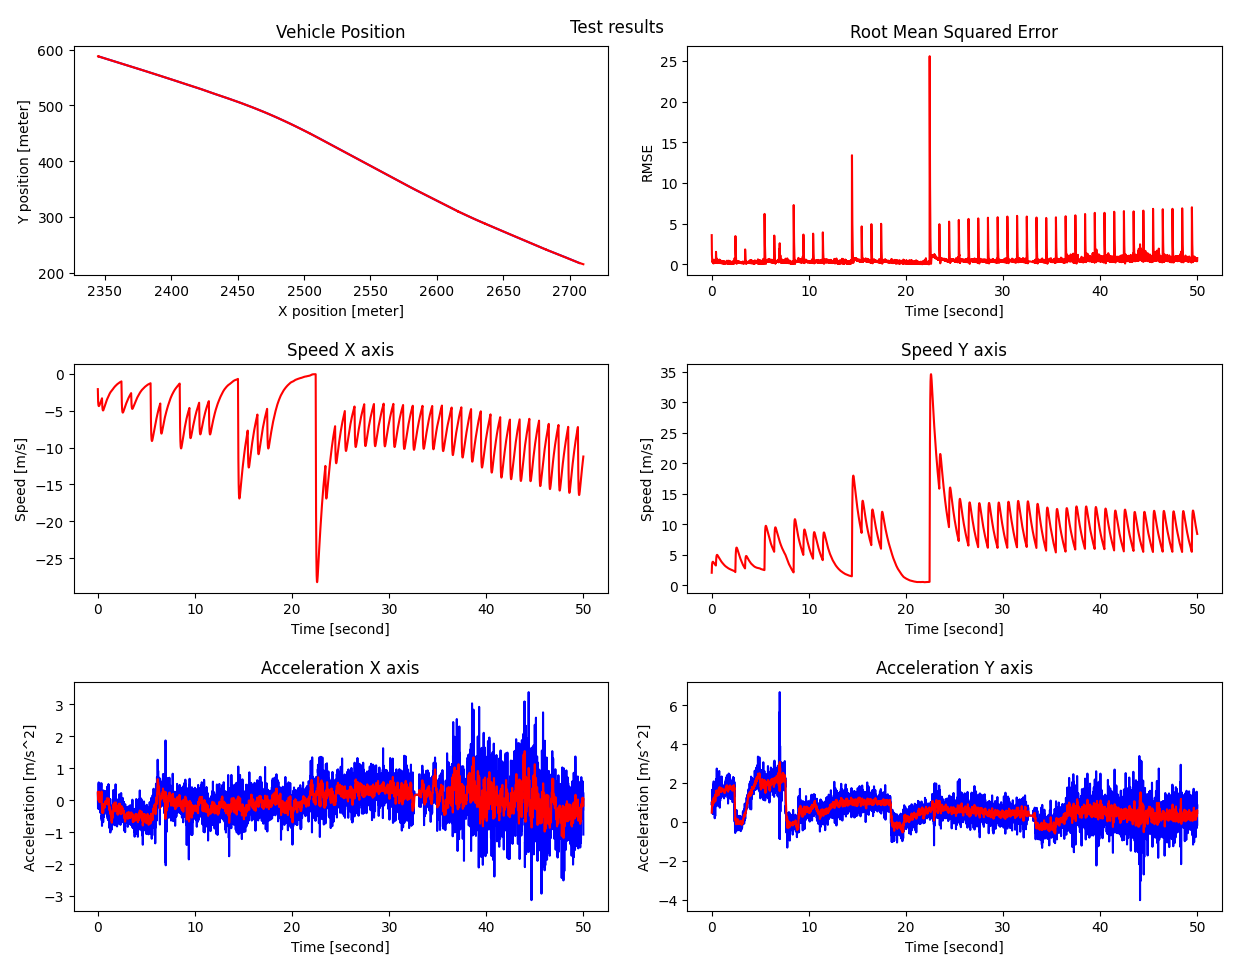 Test results
Vehicle Position
Y position [meter]
600
500
400
300
200
2350 2400 2450 2500 2550 2600 2650 2700
X position [meter]
Root Mean Squared Error
RMSE
25
20
15
10
5
0
0 10 20 30 40 50
Time [second]
Speed X axis
Speed [m/s]
0
−5
−10
−15
−20
−25
0 10 20 30 40 50
Time [second]
Speed Y axis
Speed [m/s]
35
30
25
20
15
10
5
0
0 10 20 30 40 50
Time [second]
Acceleration X axis
Acceleration [m/s^2]
3
2
1
0
−1
−2
−3
0 10 20 30 40 50
Time [second]
Acceleration Y axis
Acceleration [m/s^2]
6
4
2
0
−2
−4
0 10 20 30 40 50
Time [second]